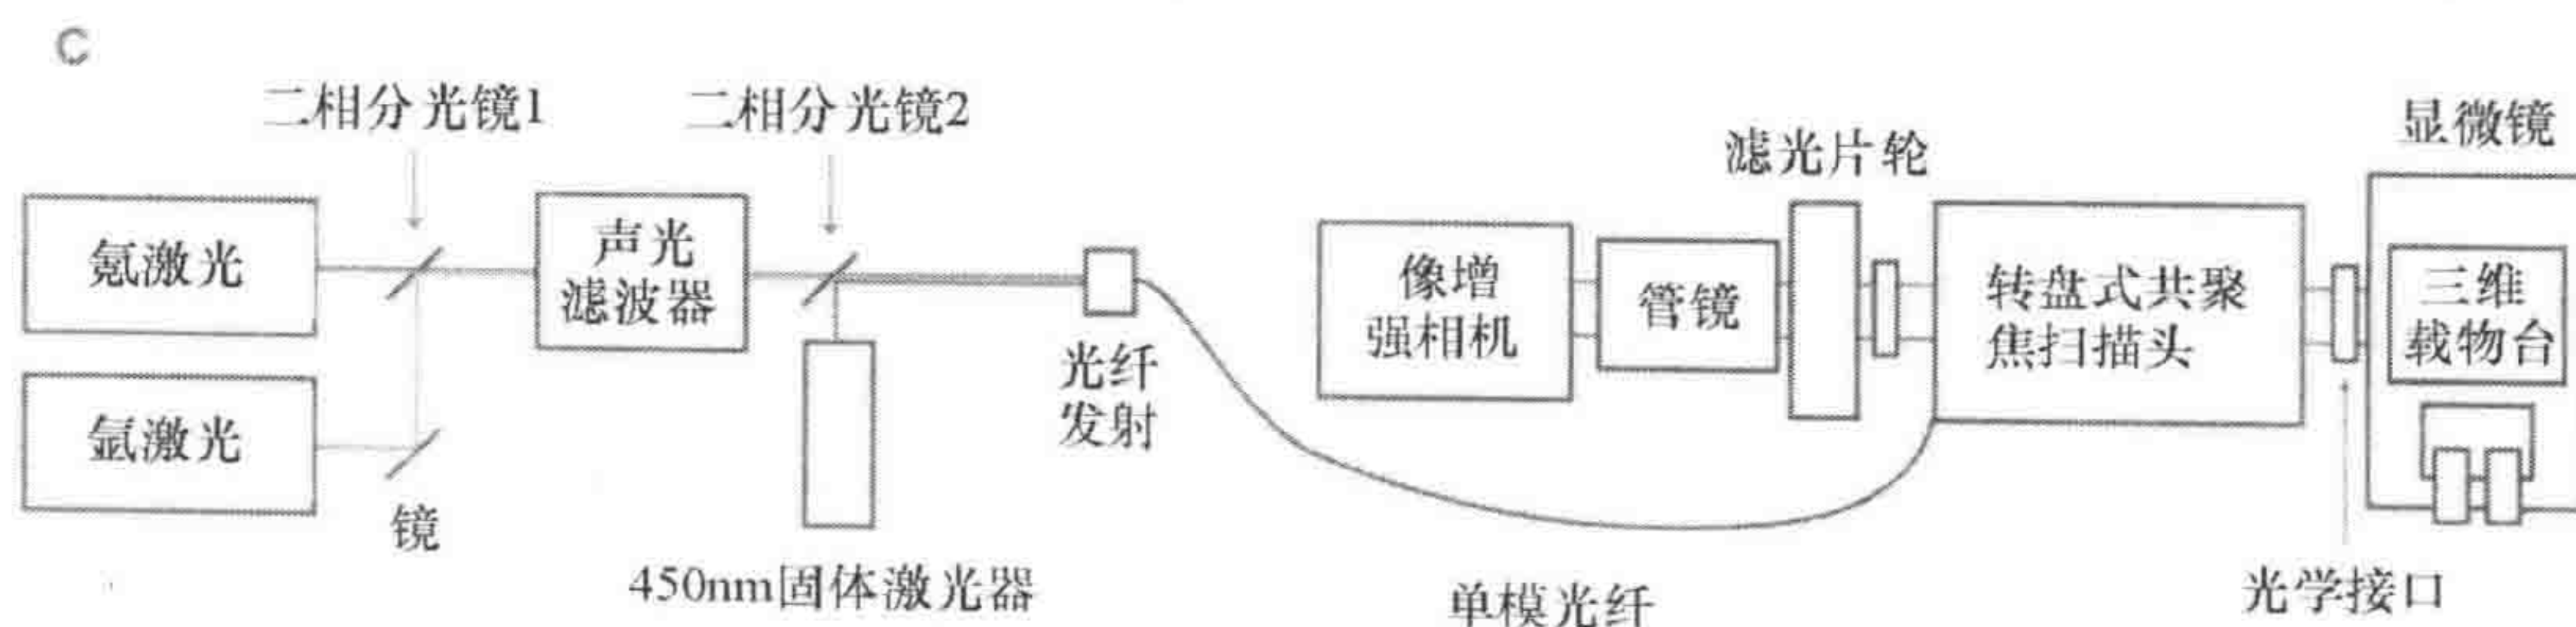 C
二相分光镜1
二相分光镜2
滤光片轮
显微镜
氪激光
声光
滤波器
像增
强相机
管镜
转盘式共聚
焦扫描头
三维
载物台
光纤
发射
氩激光
镜
450nm固体激光器
单模光纤
光学接口